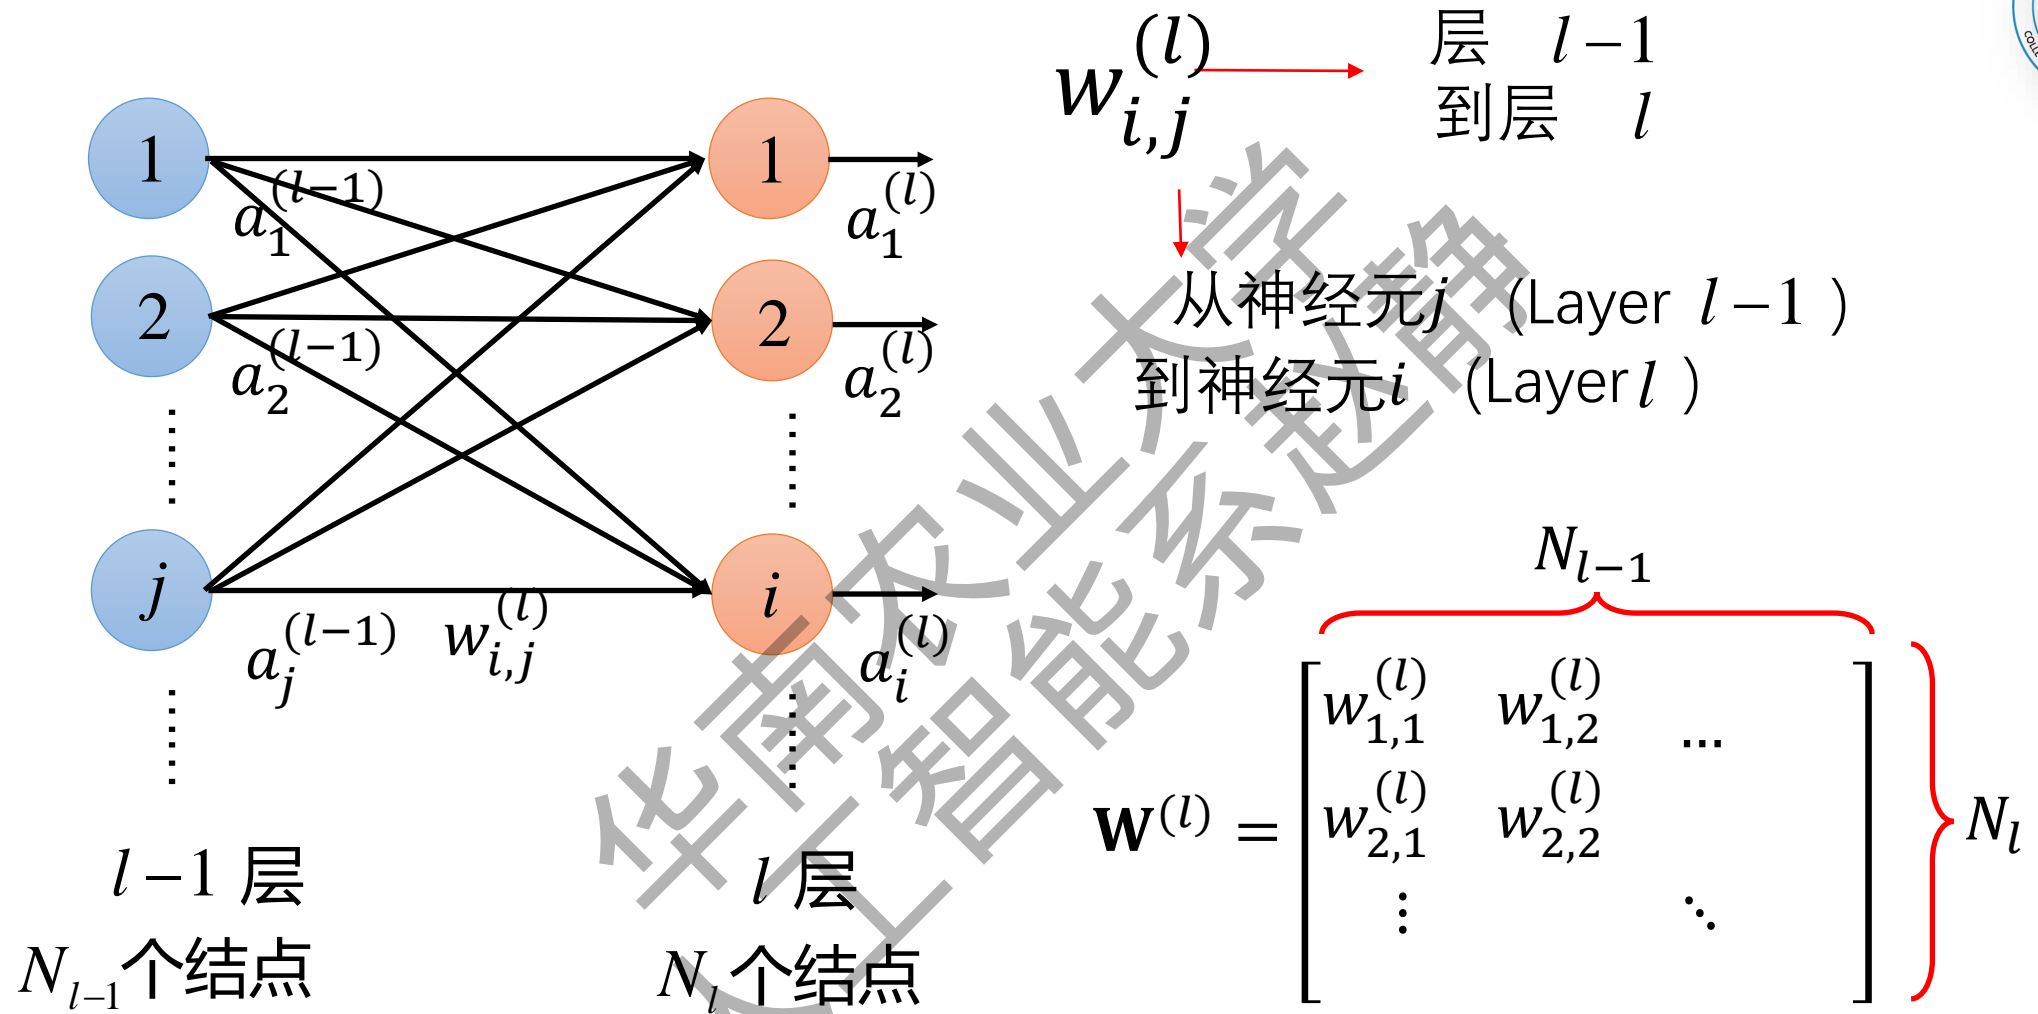 1
1
a_1^{(l-1)}
a_1^{(l)}
2
2
a_2^{(l-1)}
a_2^{(l)}
j
i
a_j^{(l-1)}
w_{i,j}^{(l)}
a_i^{(l)}
l-1 层
N_{l-1} 个结点
l 层
N_l 个结点
w_{i,j}^{(l)}
层 l-1
到层 l
从神经元j (Layer l-1 )
到神经元i (Layer l )
N_{l-1}
W^{(l)} =
w_{1,1}^{(l)} w_{1,2}^{(l)} ...
w_{2,1}^{(l)} w_{2,2}^{(l)}
⋮ ⋱
N_l
华南农业大学
工智能系赵静